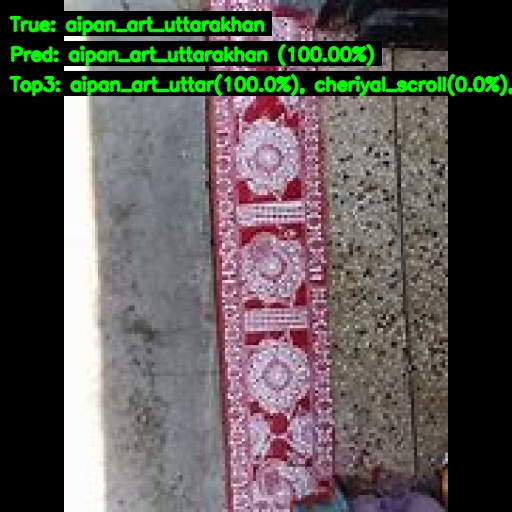 True: aipan_art_uttarakhan
Pred: aipan_art_uttarakhan (100.00%)
Top3: aipan_art_uttar(100.0%), cheriyal_scroll(0.0%),